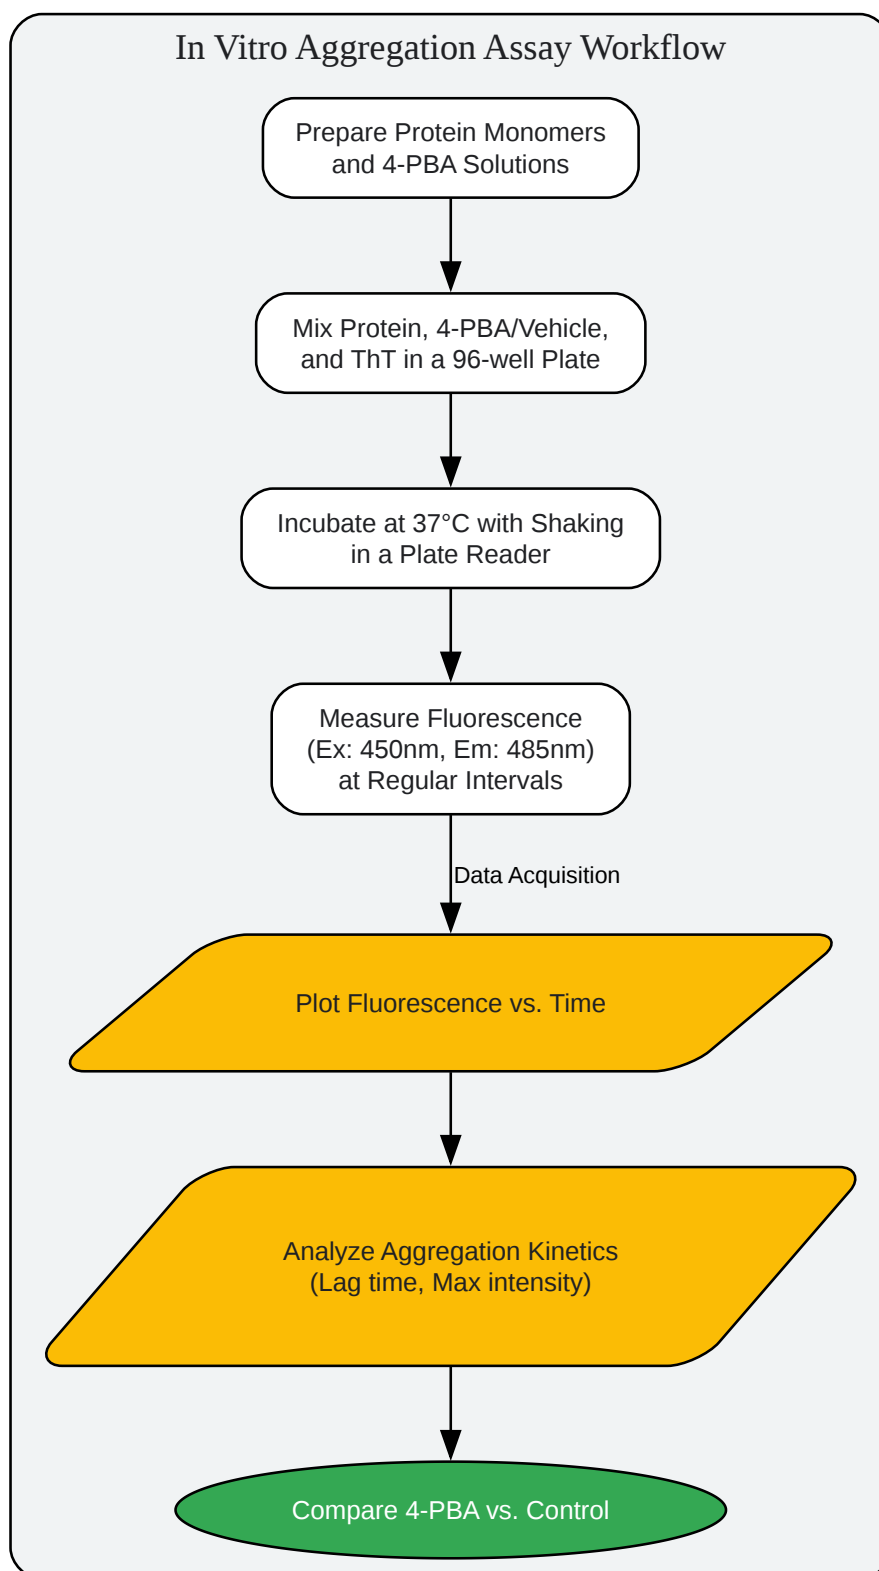 In Vitro Aggregation Assay Workflow
Prepare Protein Monomers
and 4-PBA Solutions
Mix Protein, 4-PBA/Vehicle,
and ThT in a 96-well Plate
Incubate at 37°C with Shaking
in a Plate Reader
Measure Fluorescence
(Ex: 450nm, Em: 485nm)
at Regular Intervals
Data Acquisition
Plot Fluorescence vs. Time
Analyze Aggregation Kinetics
(Lag time, Max intensity)
Compare 4-PBA vs. Control